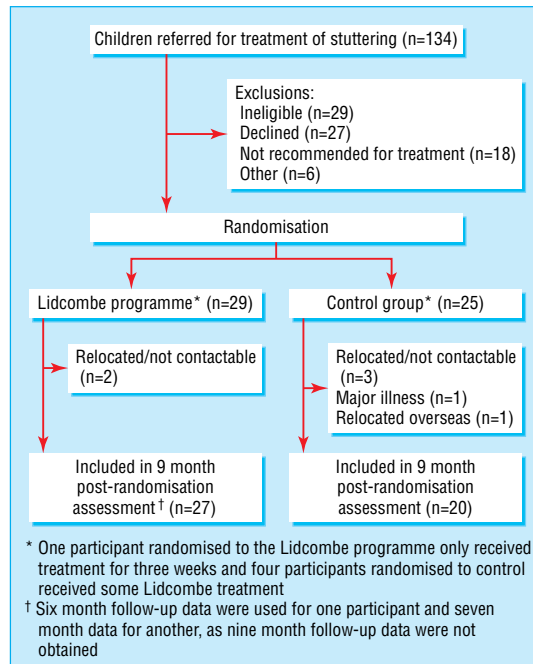 Children referred for treatment of stuttering (n=134)
Exclusions:
Ineligible (n=29)
Declined (n=27)
Not recommended for treatment (n=18)
Other (n=6)
Randomisation
Lidcombe programme* (n=29)
Control group* (n=25)
Relocated/not contactable
(n=2)
Relocated/not contactable
(n=3)
Major illness (n=1)
Relocated overseas (n=1)
Included in 9 month
post-randomisation
assessment† (n=27)
Included in 9 month
post-randomisation
assessment (n=20)
* One participant randomised to the Lidcombe programme only received
treatment for three weeks and four participants randomised to control
received some Lidcombe treatment
† Six month follow-up data were used for one participant and seven
month data for another, as nine month follow-up data were not
obtained